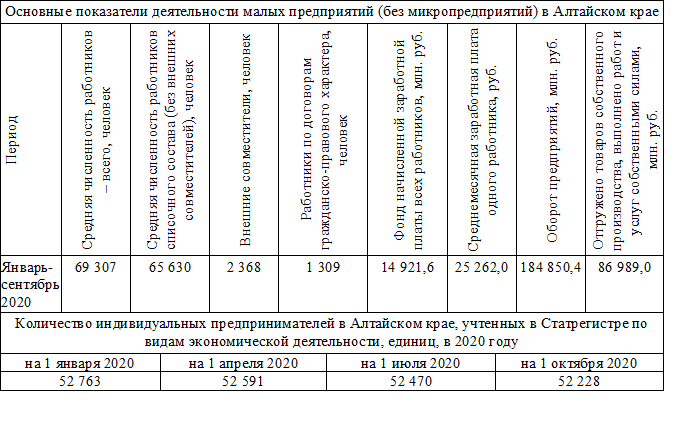 Основные показатели деятельности малых предприятий (без микропредприятий) в Алтайском крае
Период
Средняя численность работников
– всего, человек
Средняя численность работников
списочного состава (без внешних
совместителей), человек
Внешние совместители, человек
Работники по договорам
гражданско-правового характера,
человек
Фонд начисленной заработной
платы всех работников, млн. руб.
Среднемесячная заработная плата
одного работника, руб.
Оборот предприятий, млн. руб.
Отгружено товаров собственного
производства, выполнено работ и
услуг собственными силами,
млн. руб.
Январь-
сентябрь
2020
69 307
65 630
2 368
1 309
14 921,6
25 262,0
184 850,4
86 989,0
Количество индивидуальных предпринимателей в Алтайском крае, учтенных в Статрегистре по
видам экономической деятельности, единиц, в 2020 году
на 1 января 2020
на 1 апреля 2020
на 1 июля 2020
на 1 октября 2020
52 763
52 591
52 470
52 228